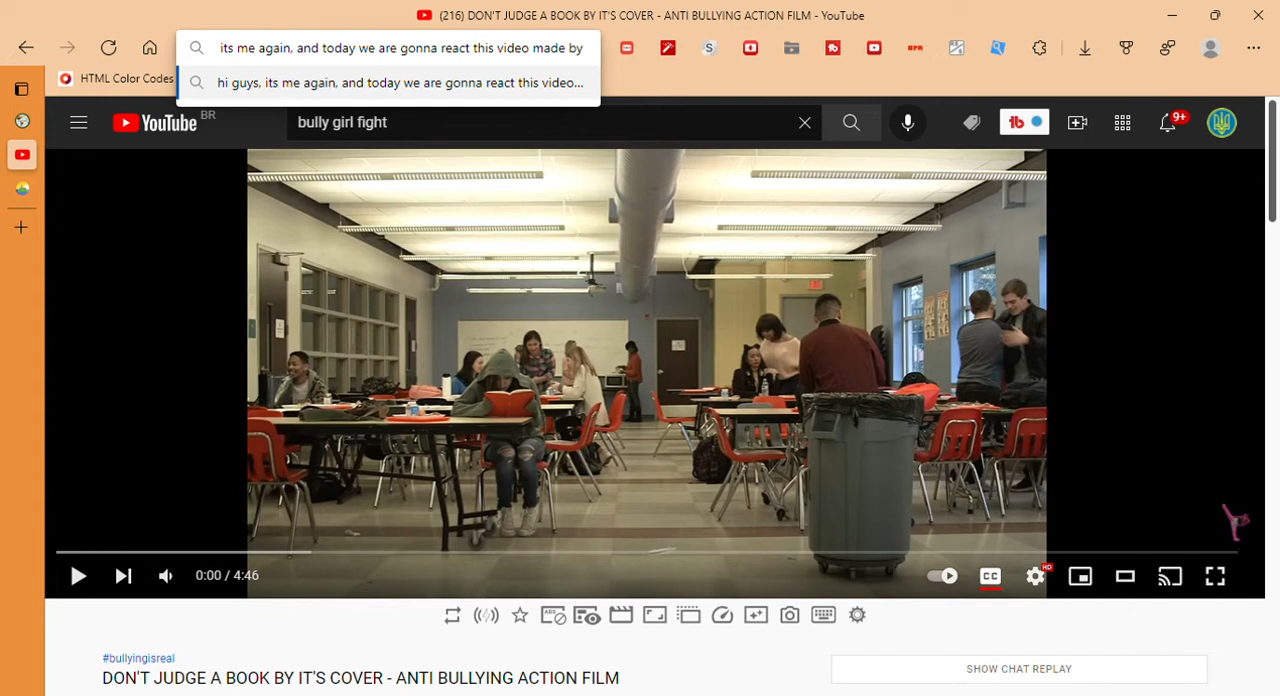 (216) DON'T JUDGE A BOOK BY IT'S COVER - ANTI BULLYING ACTION FILM - YouTube
its me again, and today we are gonna react this video made by
hi guys, its me again, and today we are gonna react this video...
HTML Color Codes
YouTube BR
bully girl fight
9+
0:00 / 4:46
CC
HD
#bullyingisreal
DON'T JUDGE A BOOK BY IT'S COVER - ANTI BULLYING ACTION FILM
SHOW CHAT REPLAY